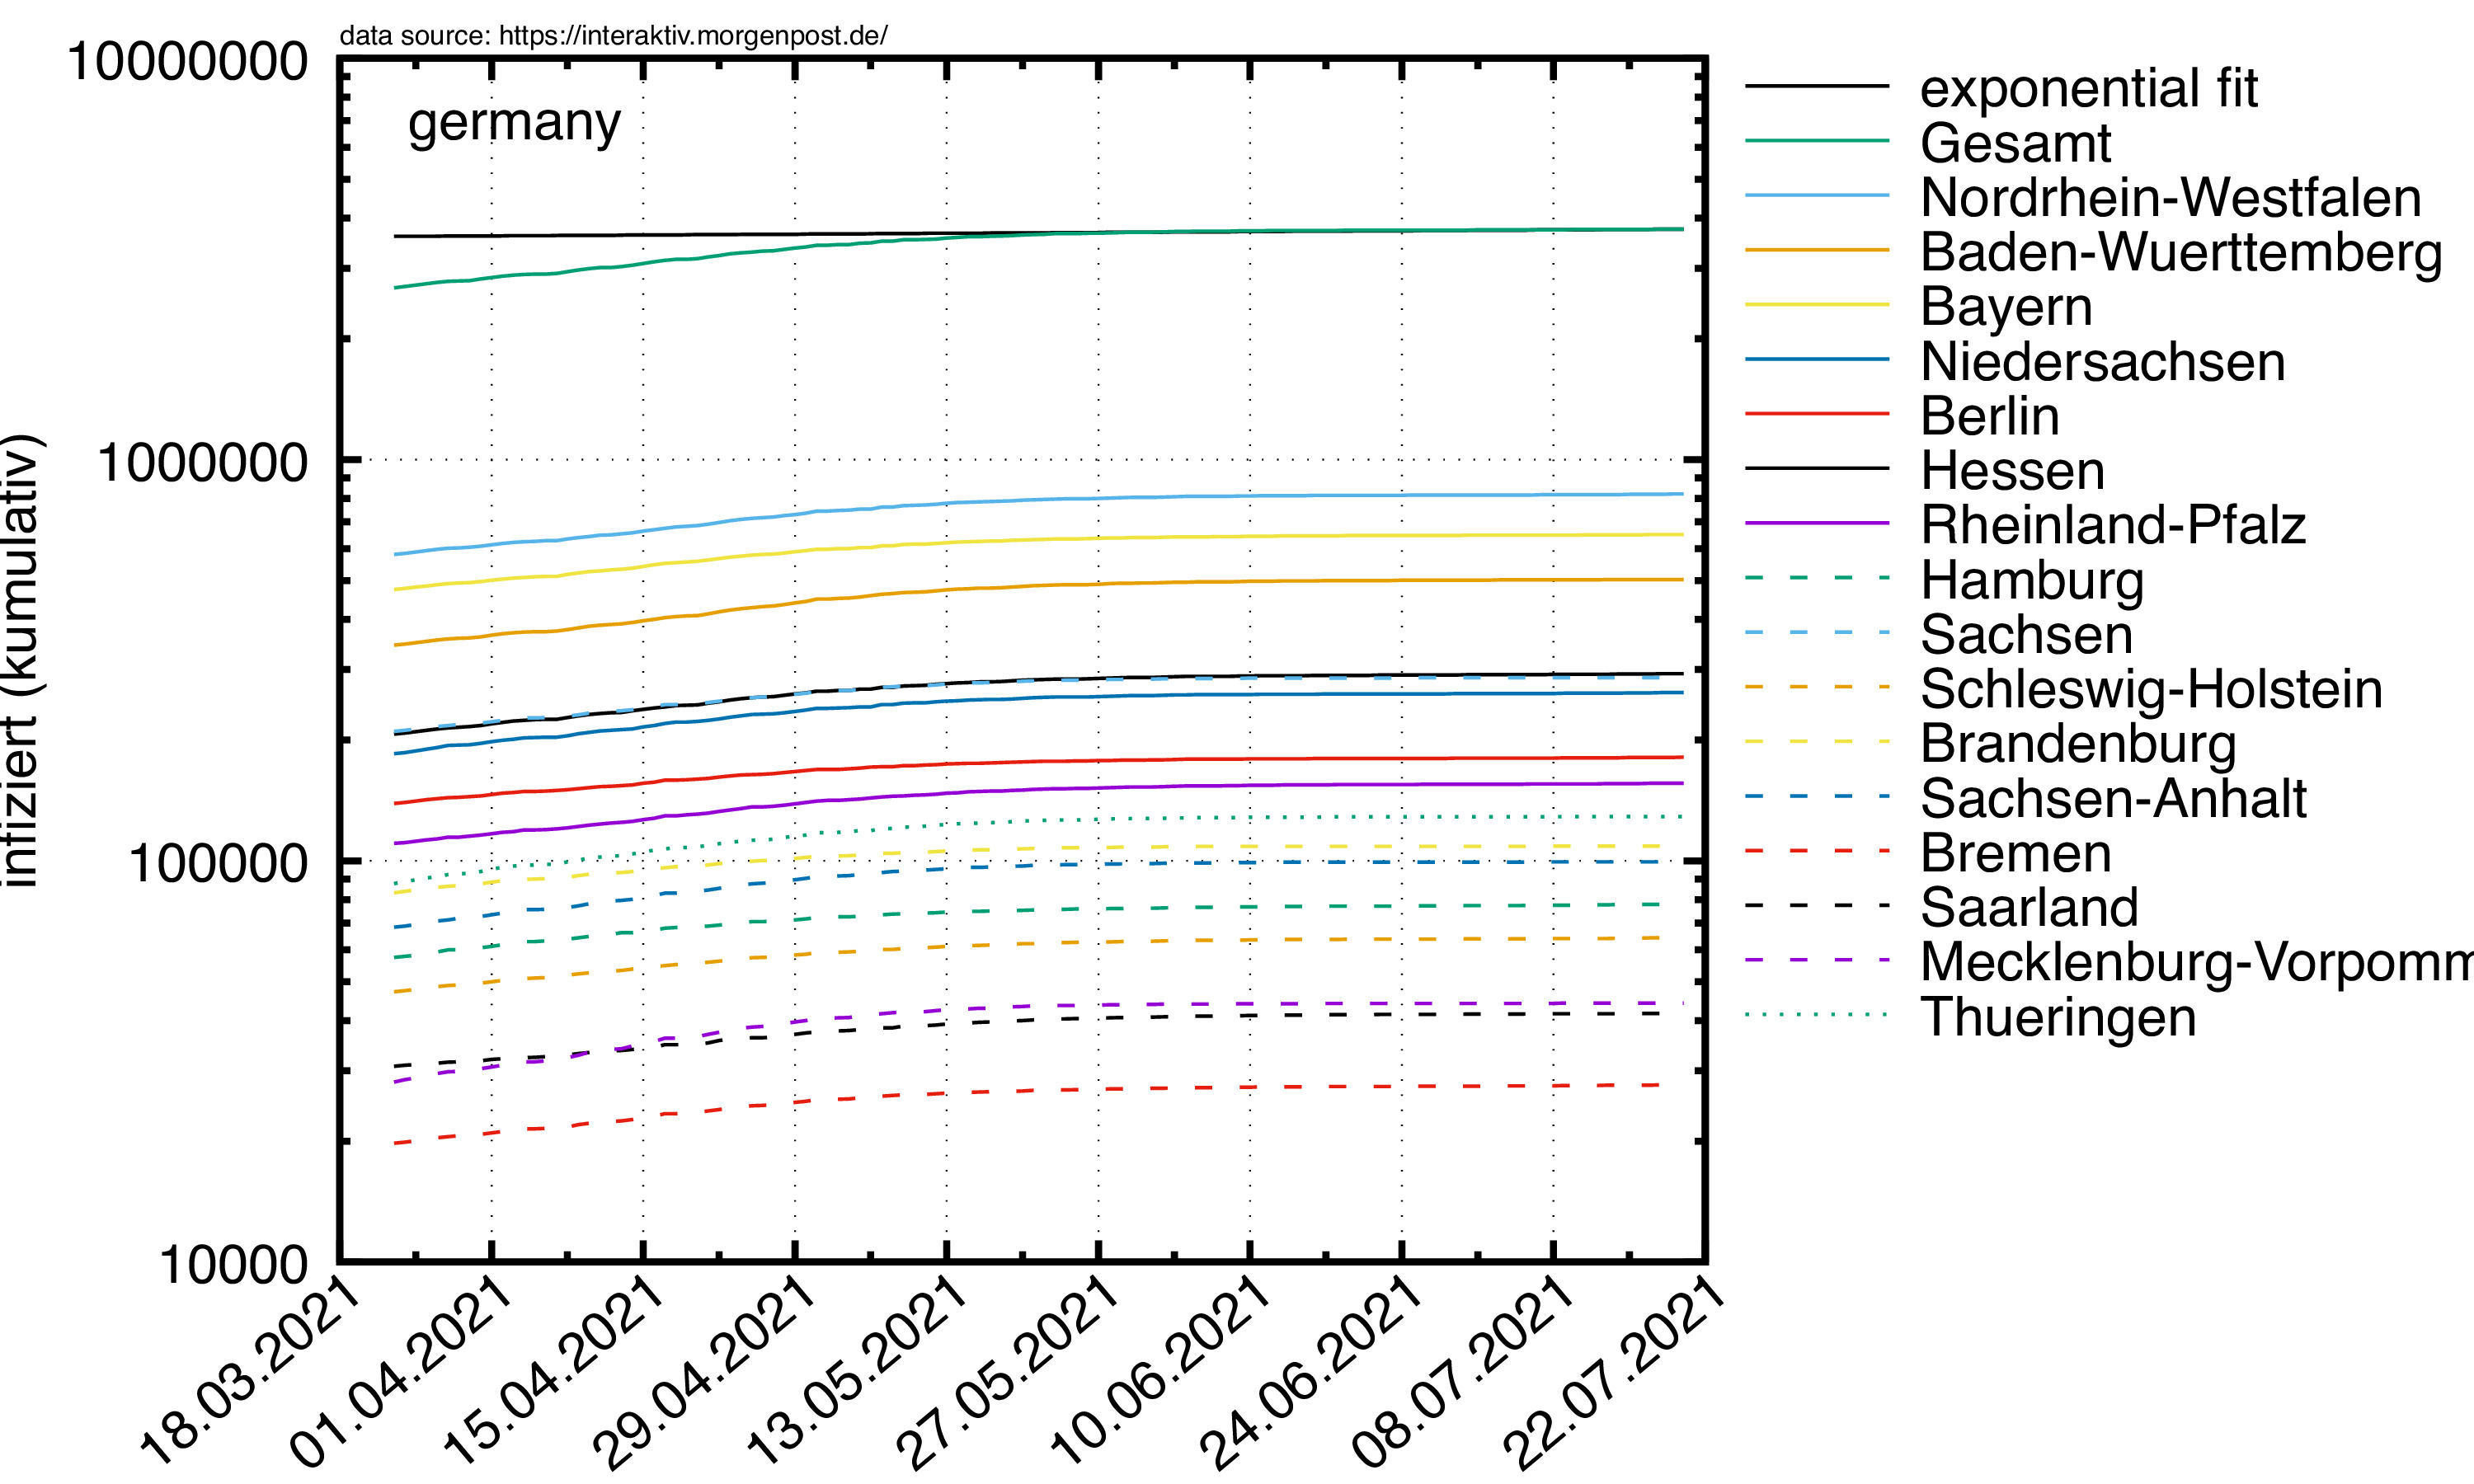 data source: https://interaktiv.morgenpost.de/
germany
infiziert (kumulativ)
10000000
1000000
100000
10000
18.03.2021
01.04.2021
15.04.2021
29.04.2021
13.05.2021
27.05.2021
10.06.2021
24.06.2021
08.07.2021
22.07.2021
exponential fit
Gesamt
Nordrhein-Westfalen
Baden-Wuerttemberg
Bayern
Niedersachsen
Berlin
Hessen
Rheinland-Pfalz
Hamburg
Sachsen
Schleswig-Holstein
Brandenburg
Sachsen-Anhalt
Bremen
Saarland
Mecklenburg-Vorpomm
Thueringen